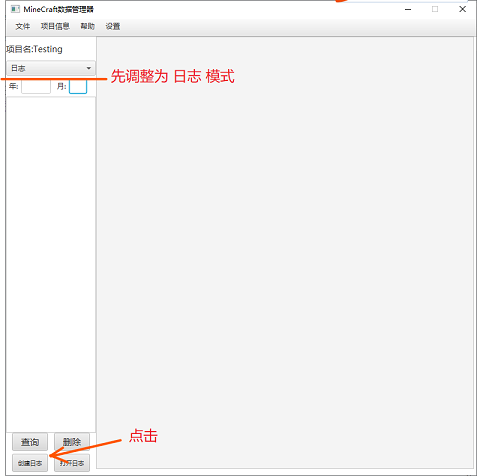 MineCraft数据管理器
文件 项目信息 帮助 设置
项目名:Testing
日志
先调整为 日志 模式
年: 月:
点击
查询 删除
创建日志 打开日志